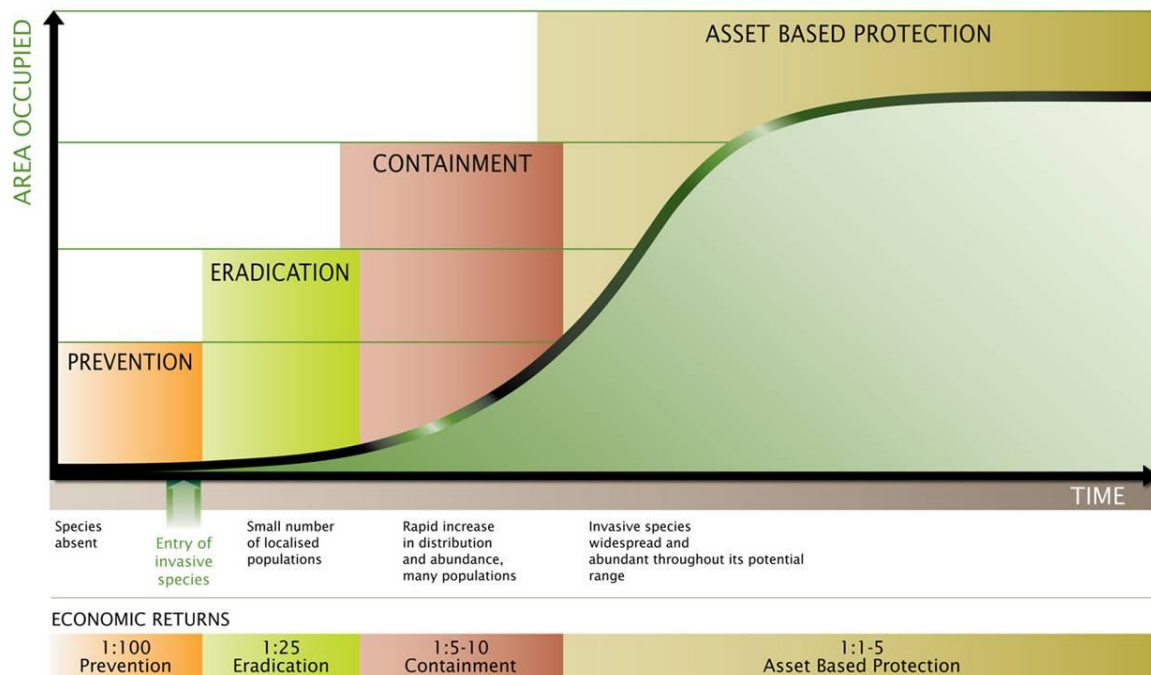 AREA OCCUPIED
ASSET BASED PROTECTION
CONTAINMENT
ERADICATION
PREVENTION
TIME
Species
absent
Entry of
invasive
species
Small number
of localised
populations
Rapid increase
in distribution
and abundance,
many populations
Invasive species
widespread and
abundant throughout its potential
range
ECONOMIC RETURNS
1:100
Prevention
1:25
Eradication
1:5-10
Containment
1:1-5
Asset Based Protection